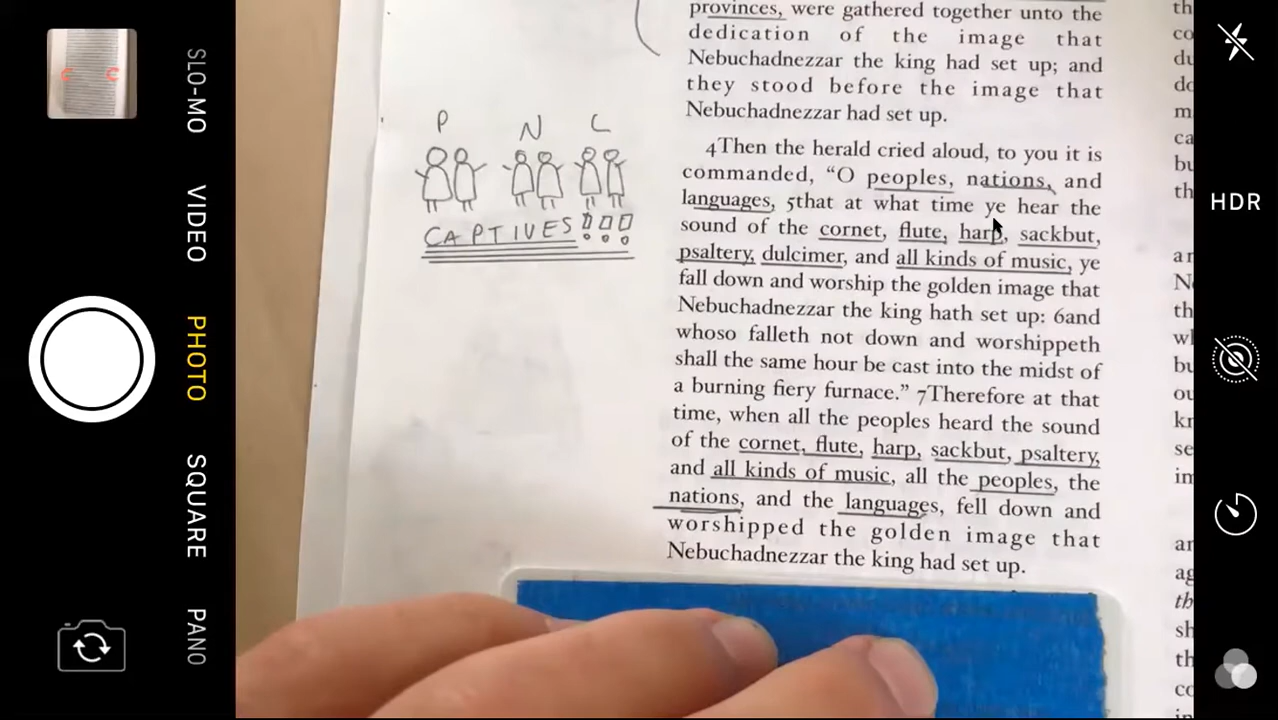 SLO-MO
VIDEO
PHOTO
SQUARE
PANO
HDR
P N L
CAPTIVES!!!
provinces, were gathered together unto the
dedication of the image that
Nebuchadnezzar the king had set up; and
they stood before the image that
Nebuchadnezzar had set up.
4Then the herald cried aloud, to you it is
commanded, “O peoples, nations, and
languages, 5that at what time ye hear the
sound of the cornet, flute, harp, sackbut,
psaltery, dulcimer, and all kinds of music, ye
fall down and worship the golden image that
Nebuchadnezzar the king hath set up: 6and
whoso falleth not down and worshippeth
shall the same hour be cast into the midst of
a burning fiery furnace.” 7Therefore at that
time, when all the peoples heard the sound
of the cornet, flute, harp, sackbut, psaltery,
and all kinds of music, all the peoples, the
nations, and the languages, fell down and
worshipped the golden image that
Nebuchadnezzar the king had set up.